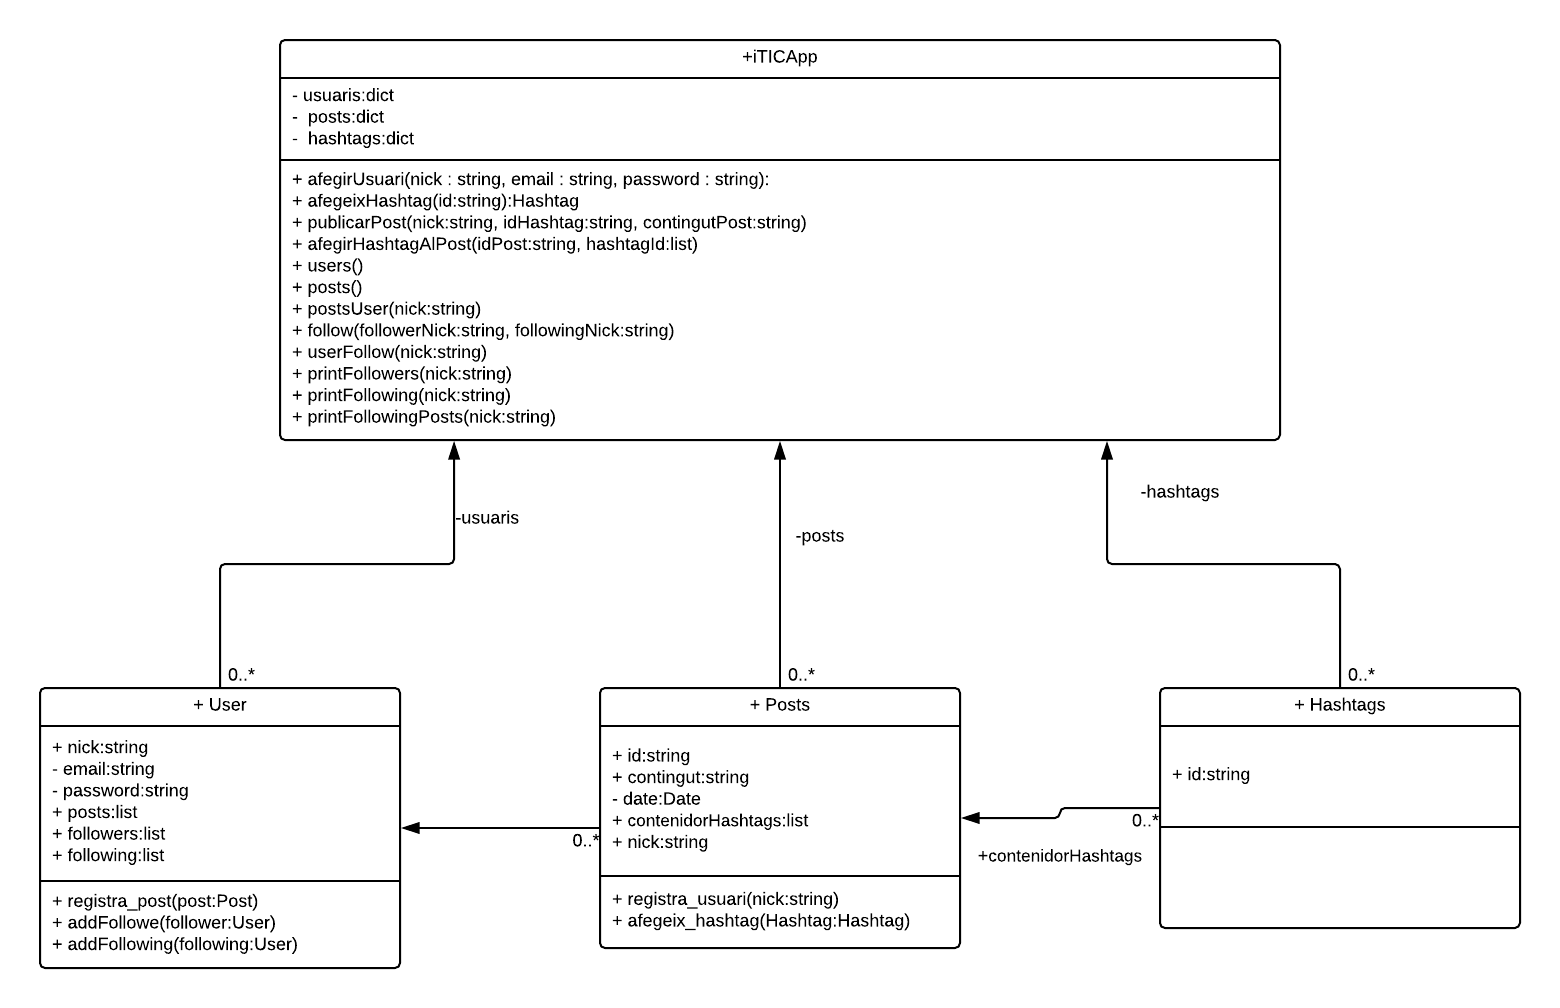 +iTICApp
- usuaris:dict
-  posts:dict
-  hashtags:dict
+ afegirUsuari(nick : string, email : string, password : string):
+ afegeixHashtag(id:string):Hashtag
+ publicarPost(nick:string, idHashtag:string, contingutPost:string)
+ afegirHashtagAlPost(idPost:string, hashtagId:list)
+ users()
+ posts()
+ postsUser(nick:string)
+ follow(followerNick:string, followingNick:string)
+ userFollow(nick:string)
+ printFollowers(nick:string)
+ printFollowing(nick:string)
+ printFollowingPosts(nick:string)
-usuaris
-posts
-hashtags
0..*
0..*
0..*
+ User
+ nick:string
- email:string
- password:string
+ posts:list
+ followers:list
+ following:list
+ registra_post(post:Post)
+ addFollowe(follower:User)
+ addFollowing(following:User)
0..*
+ Posts
+ id:string
+ contingut:string
- date:Date
+ contenidorHashtags:list
+ nick:string
+ registra_usuari(nick:string)
+ afegeix_hashtag(Hashtag:Hashtag)
0..*
+contenidorHashtags
+ Hashtags
+ id:string